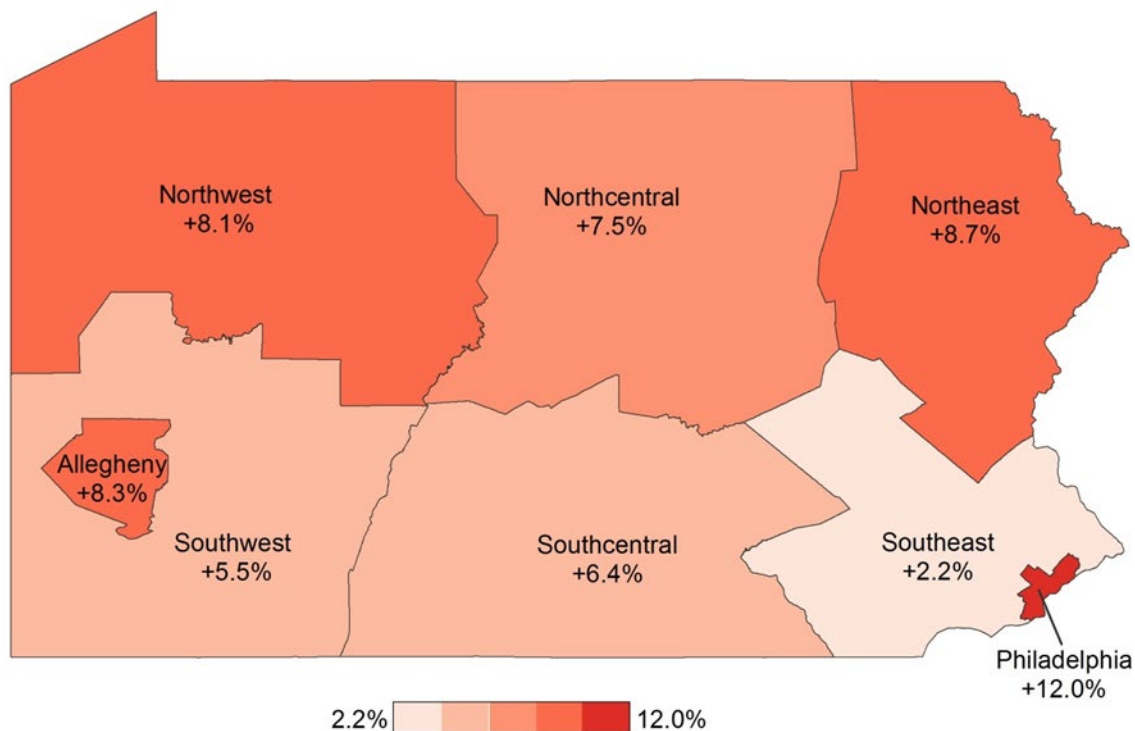 Northwest
+8.1%
Northcentral
+7.5%
Northeast
+8.7%
Allegheny
+8.3%
Southwest
+5.5%
Southcentral
+6.4%
Southeast
+2.2%
Philadelphia
+12.0%
2.2%
12.0%